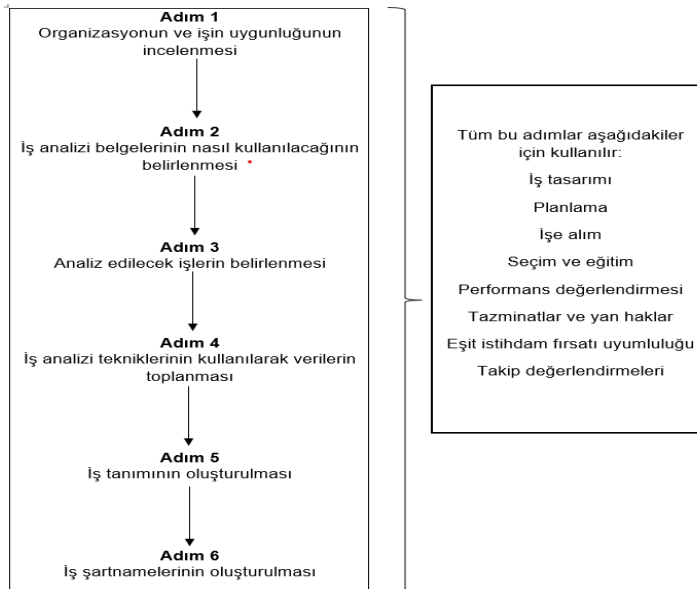 Adım 1
Organizasyonun ve işin uygunluğunun
incelenmesi
Adım 2
İş analizi belgelerinin nasıl kullanılacağının
belirlenmesi
Adım 3
Analiz edilecek işlerin belirlenmesi
Adım 4
İş analizi tekniklerinin kullanılarak verilerin
toplanması
Adım 5
İş tanımının oluşturulması
Adım 6
İş şartnamelerinin oluşturulması
Tüm bu adımlar aşağıdakiler
için kullanılır:
İş tasarımı
Planlama
İşe alım
Seçim ve eğitim
Performans değerlendirmesi
Tazminatlar ve yan haklar
Eşit istihdam fırsatı uyumluluğu
Takip değerlendirmeleri